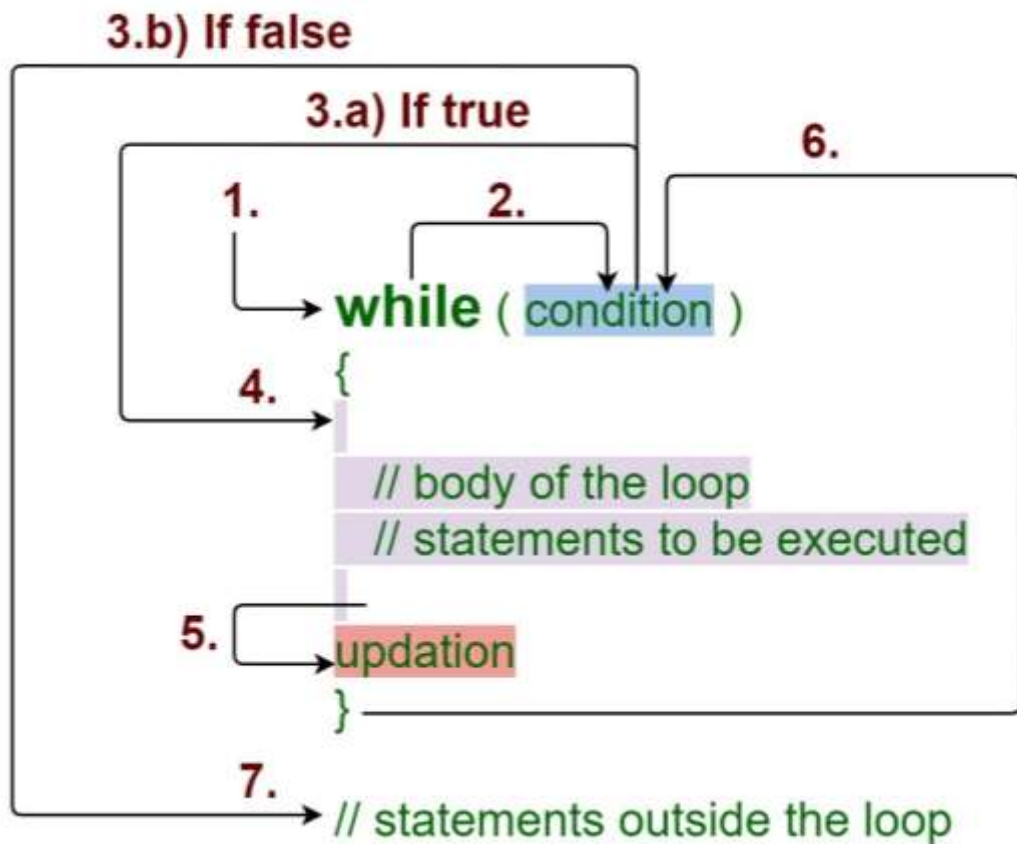 3.b) If false
3.a) If true
6.
1.
2.
while ( condition )
{
4.
// body of the loop
// statements to be executed
5.
updation
}
7.
// statements outside the loop